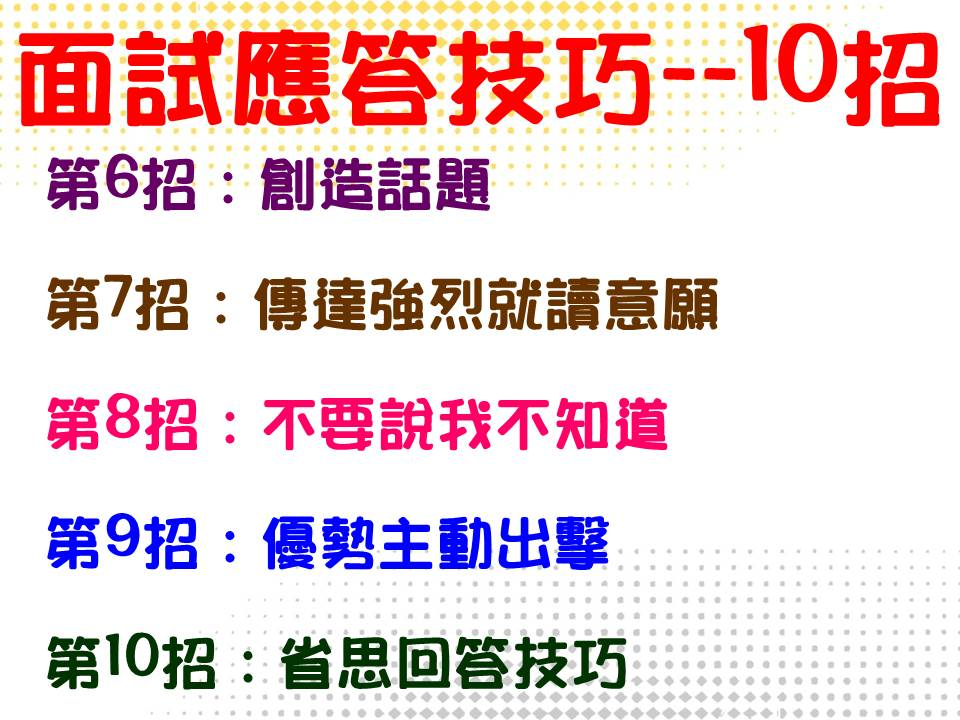 面試應答技巧--10招
第6招：創造話題
第7招：傳達強烈就讀意願
第8招：不要說我不知道
第9招：優勢主動出擊
第10招：省思回答技巧